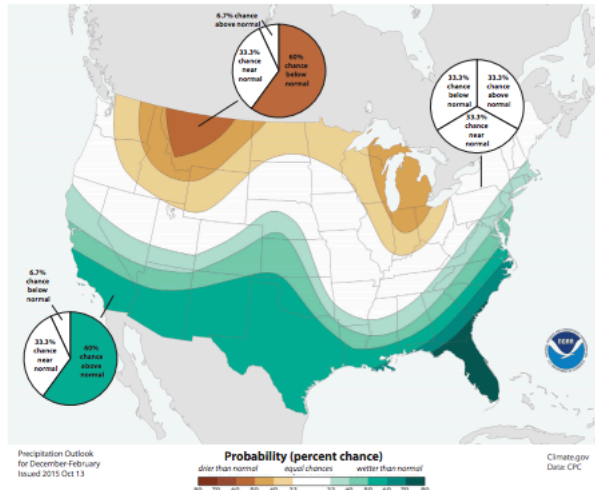 6.7% chance
above normal
33.3%
chance
near
normal
60%
chance
below
normal
33.3%
chance
below
normal
33.3%
chance above
normal
33.3%
chance near
normal
6.7%
chance
below
normal
33.3%
chance
near
normal
60%
chance
above
normal
Precipitation Outlook
for December-February
Issued 2015 Oct 13
Probability (percent chance)
drier than normal equal chances wetter than normal
Climate.gov
Data: CPC